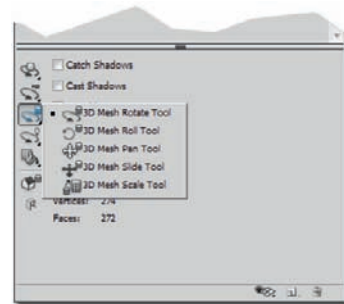 Catch Shadows
Cast Shadows
3D Mesh Rotate Tool
3D Mesh Roll Tool
3D Mesh Pan Tool
3D Mesh Slide Tool
3D Mesh Scale Tool
Vertices: 274
Faces: 272